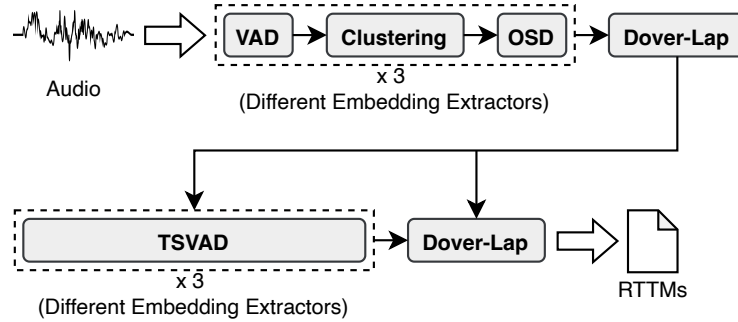 VAD
Clustering
OSD
Dover-Lap
Audio
x 3
(Different Embedding Extractors)
TSVAD
Dover-Lap
x 3
(Different Embedding Extractors)
RTTMs